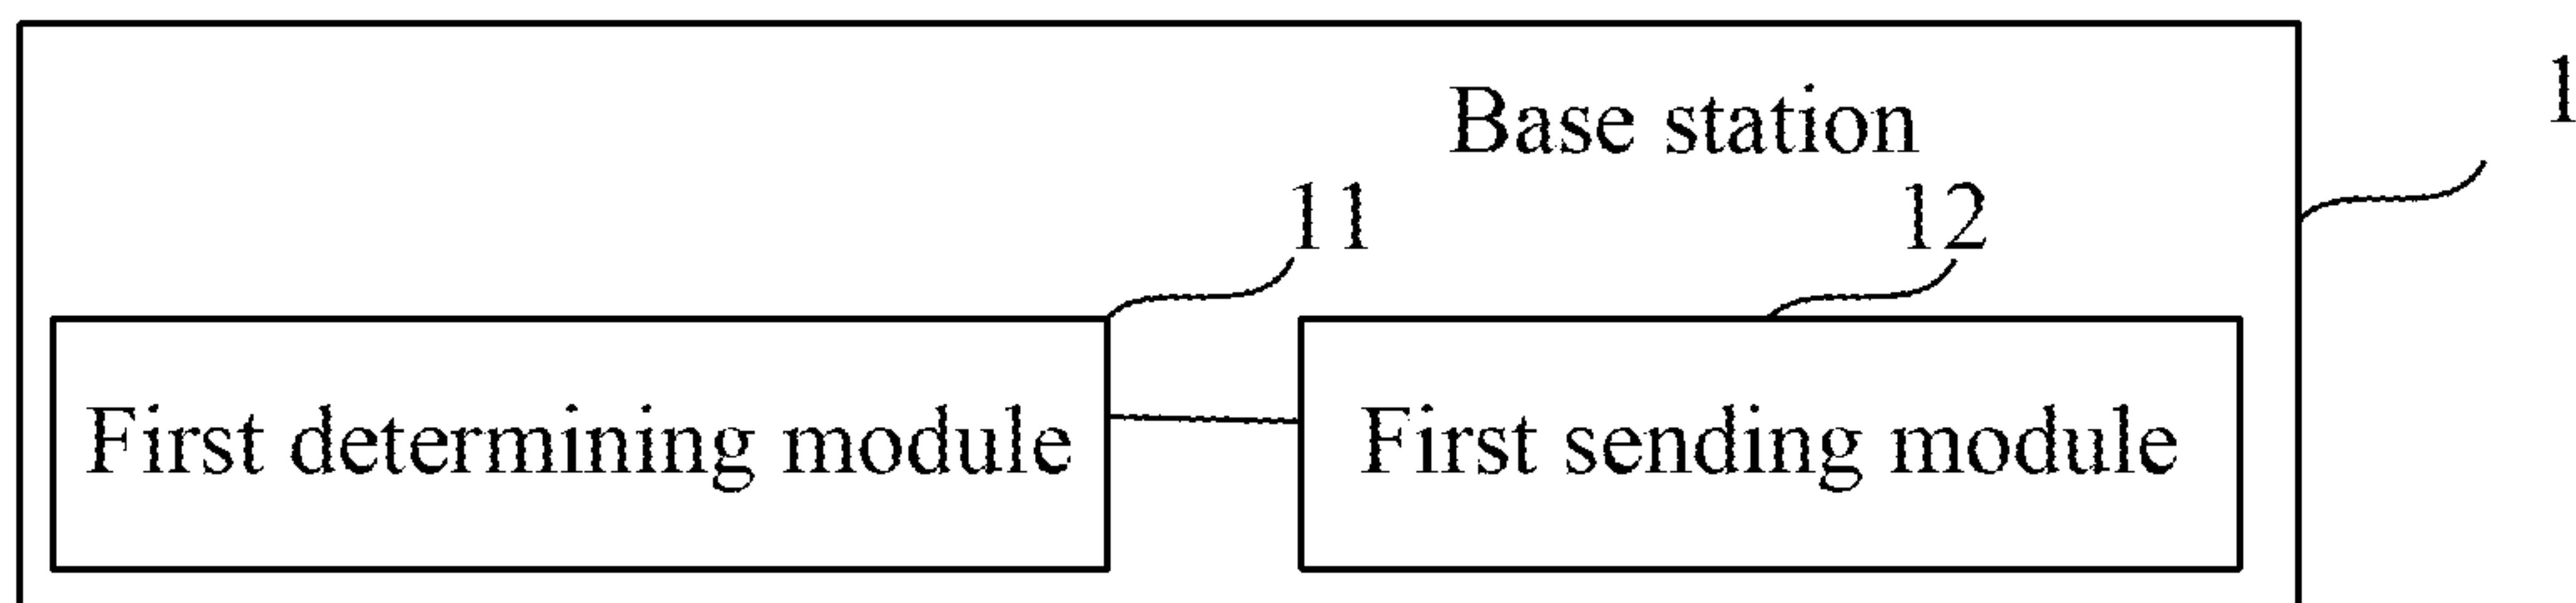 1
Base station
11
12
First determining module
First sending module